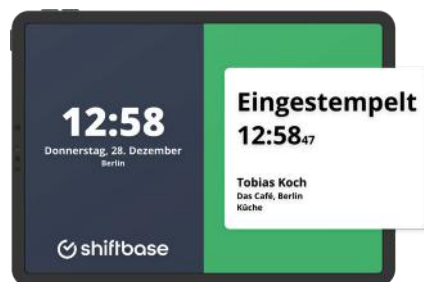 12:58
Donnerstag, 28. Dezember
Berlin
shiftbase
Eingestempelt
12:5847
Tobias Koch
Das Café, Berlin
Küche